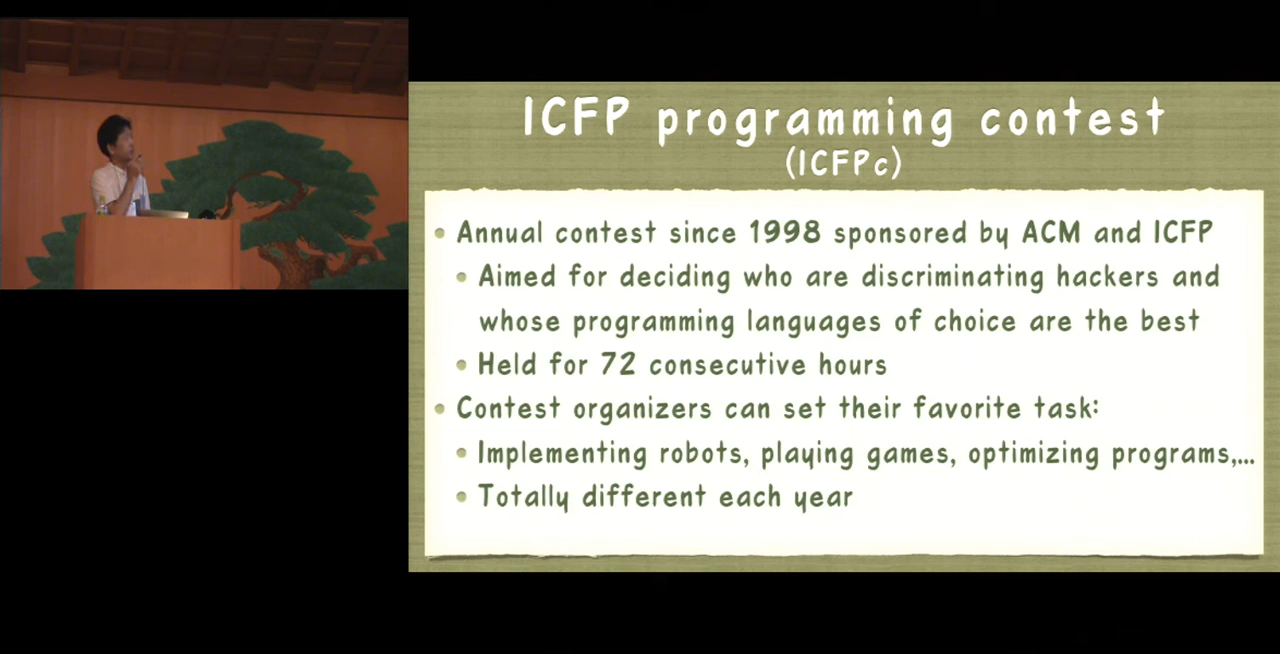 ICFP programming contest
(ICFPc)
• Annual contest since 1998 sponsored by ACM and ICFP
• Aimed for deciding who are discriminating hackers and
whose programming languages of choice are the best
• Held for 72 consecutive hours
• Contest organizers can set their favorite task:
• Implementing robots, playing games, optimizing programs,...
• Totally different each year